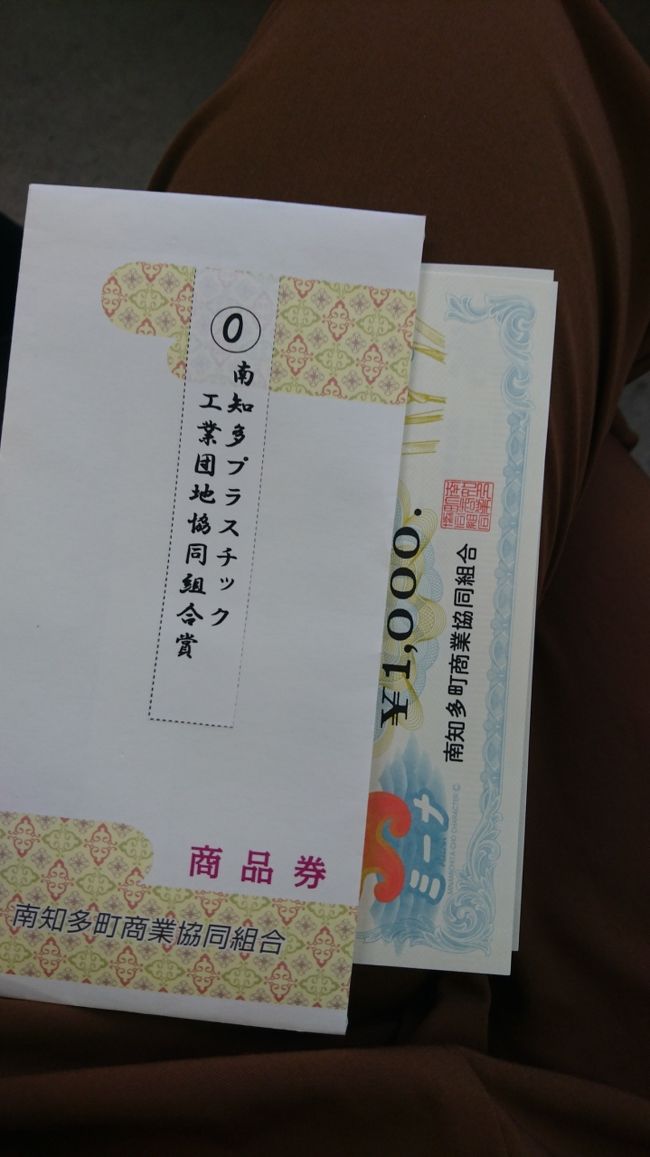 0
南知多プラスチック
工業団地協同組合賞
商品券
南知多町商業協同組合
¥1,000.
南知多町商業協同組合
ミーナ